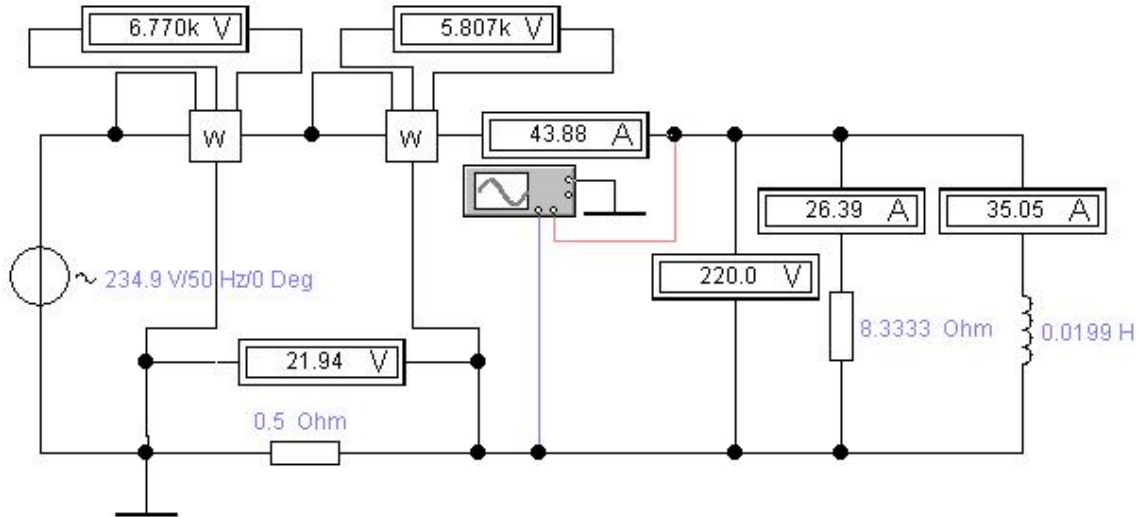 6.770k V
5.807k V
W
W
43.88 A
26.39 A
35.05 A
234.9 V/50 Hz/0 Deg
220.0 V
8.3333 Ohm
0.0199 H
21.94 V
0.5 Ohm